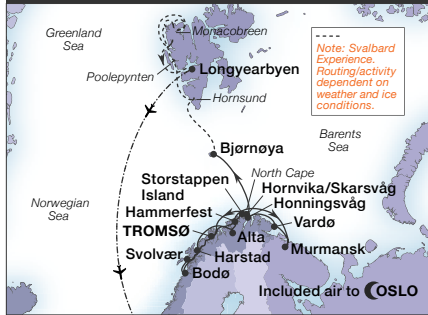 Greenland
Sea
Monacobreen
Poolepynten
Longyearbyen
Hornsund
Note: Svalbard
Experience.
Routing/activity
dependent on
weather and ice
conditions.
Barents
Sea
Bjørnøya
North Cape
Storstappen
Island
Hornvika/Skarsvåg
Honningsvåg
Hammerfest
Norwegian
Sea
Vardø
TROMSØ
Alta
Murmansk
Svolvær
Harstad
Bodø
Included air to OSLO